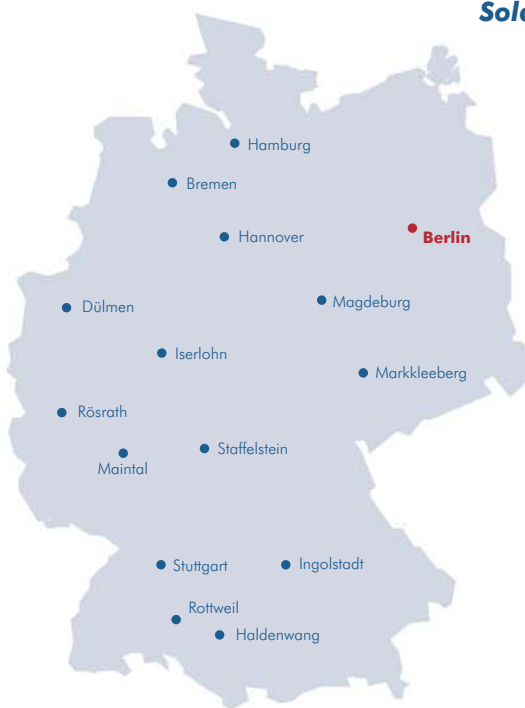 Hamburg
Bremen
Hannover
Berlin
Dülmen
Magdeburg
Iserlohn
Markkleeberg
Rösrath
Staffelstein
Maintal
Stuttgart
Ingolstadt
Rottweil
Haldenwang